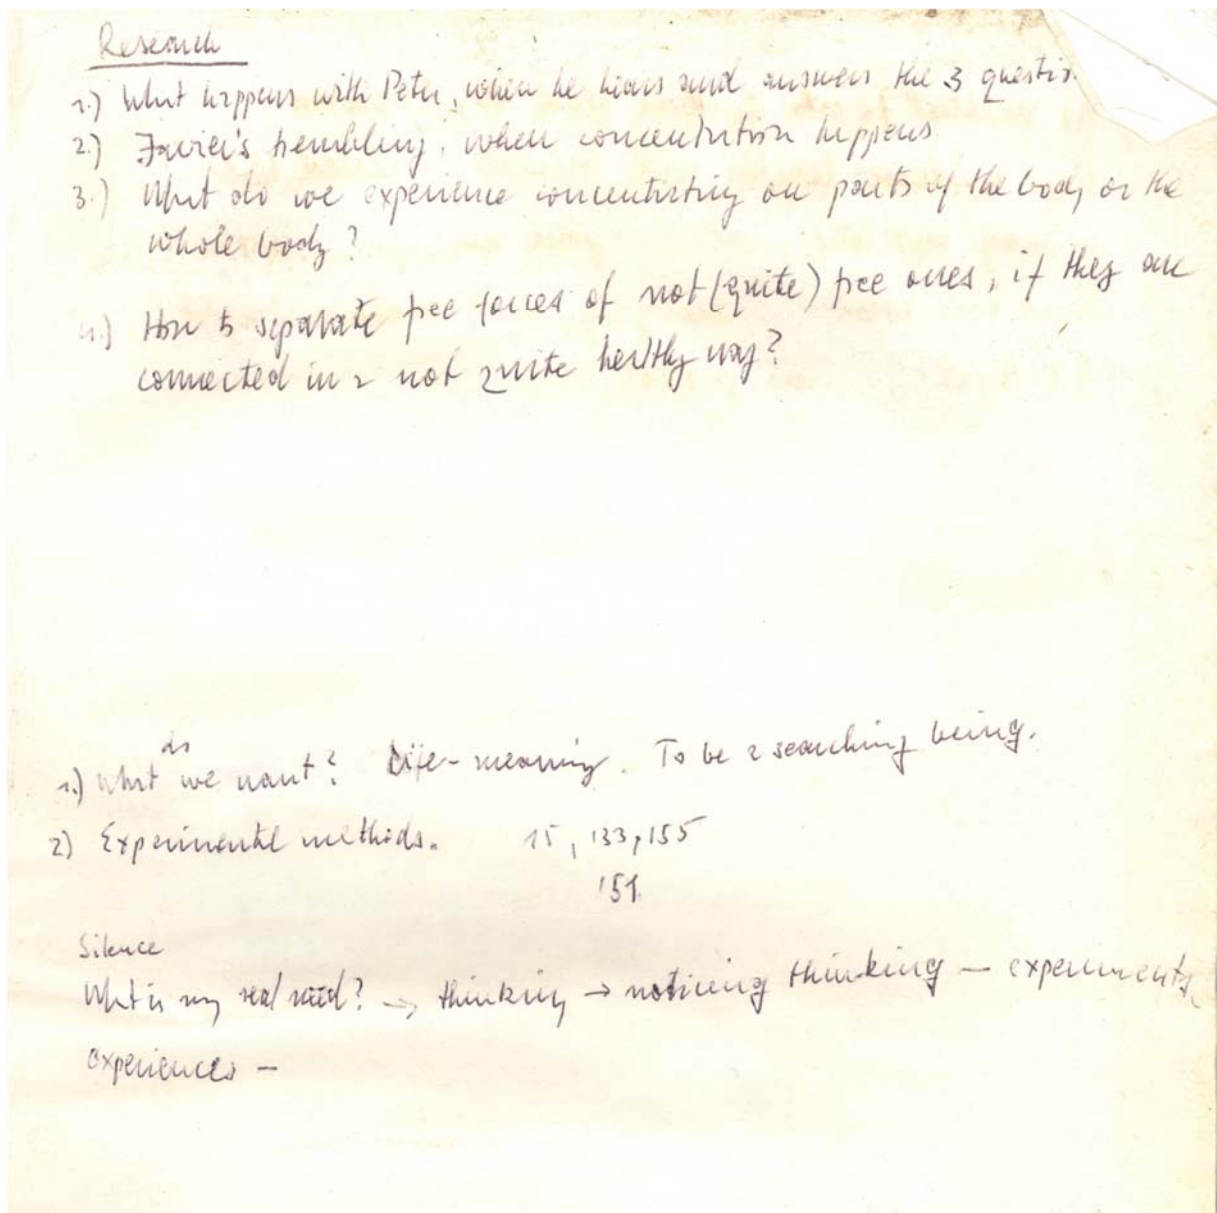 Research
1.) What happens with Peter, when he hears and answers the 3 questio
2.) Javier's trembling, when concentration happens.
3.) What do we experience concentrating on parts of the body or the
whole body?
4.) How to separate free forces of not (quite) free ones, if they are
connected in a not quite healthy way?
do
1.) What we want? Life-meaning. To be a searching being.
2) Experimental methods. 15, 133, 155
151.
Silence
What is my real need? → thinking → noticing thinking – experiments,
experiences –